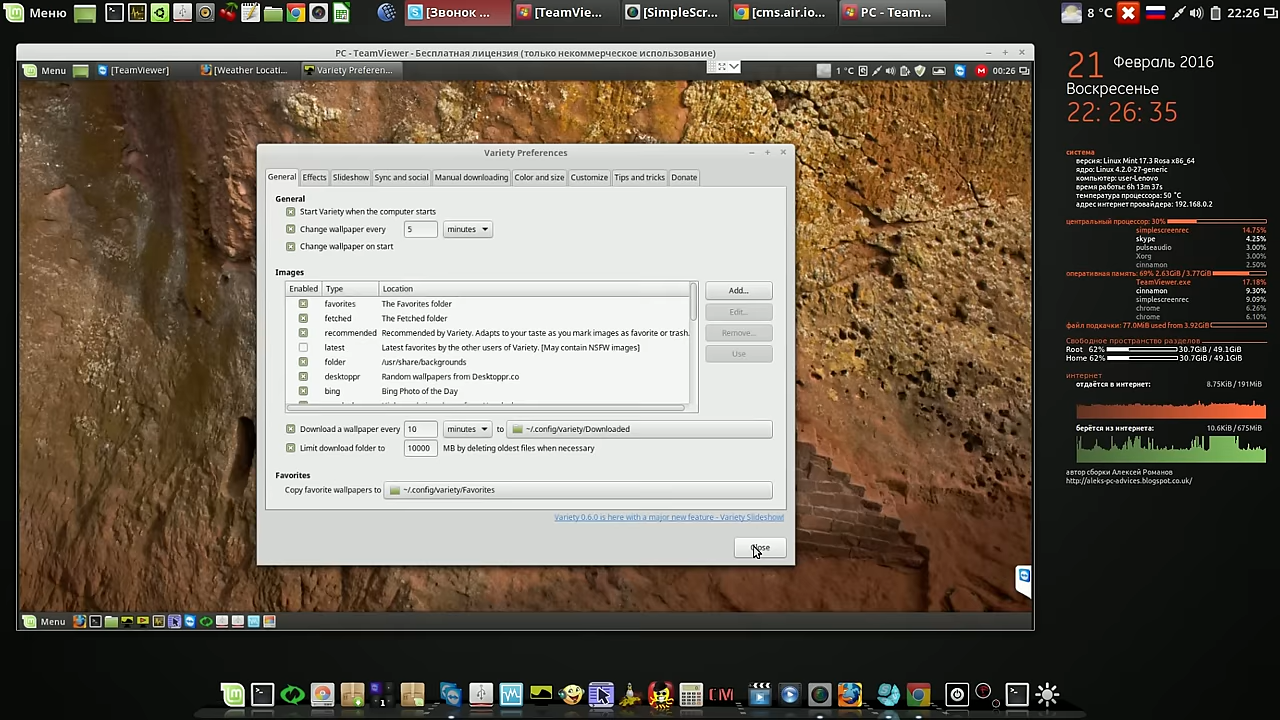 Меню
[Звонок ...
[TeamVie...
[SimpleScr...
[cms.air.io...
PC - Team...
8 °C
22:26
PC - TeamViewer - Бесплатная лицензия (только некоммерческое использование)
Menu
[TeamViewer]
[Weather Locati...
Variety Preferen...
1 °C
00:26
21 Февраль 2016
Воскресенье
22: 26: 35
система
версия: Linux Mint 17.3 Rosa x86_64
ядро: Linux 4.2.0-27-generic
компьютер: user-Lenovo
время работы: 6h 13m 37s
температура процессора: 50 °C
адрес интернет провайдера: 192.168.0.2
центральный процессор: 30%
simplescreenrec 14.75%
skype 4.25%
pulseaudio 3.00%
Xorg 3.00%
cinnamon 2.50%
оперативная память: 69% 2.63GiB / 3.77GiB
TeamViewer.exe 17.18%
cinnamon 9.30%
simplescreenrec 9.09%
chrome 6.26%
chrome 6.10%
файл подкачки: 77.0MiB used from 3.92GiB
Свободное пространство разделов
Root 62% 30.7GiB / 49.1GiB
Home 62% 30.7GiB / 49.1GiB
интернет
отдаётся в интернет: 8.75KiB / 191MiB
берётся из интернета: 10.6KiB / 675MiB
автор сборки Алексей Романов
http://aleks-pc-advices.blogspot.co.uk/
Variety Preferences
General Effects Slideshow Sync and social Manual downloading Color and size Customize Tips and tricks Donate
General
Start Variety when the computer starts
Change wallpaper every 5 minutes
Change wallpaper on start
Images
Enabled Type Location
favorites The Favorites folder
fetched The Fetched folder
recommended Recommended by Variety. Adapts to your taste as you mark images as favorite or trash.
latest Latest favorites by the other users of Variety. [May contain NSFW images]
folder /usr/share/backgrounds
desktoppr Random wallpapers from Desktoppr.co
bing Bing Photo of the Day
Add...
Edit...
Remove...
Use
Download a wallpaper every 10 minutes to ~/.config/variety/Downloaded
Limit download folder to 10000 MB by deleting oldest files when necessary
Favorites
Copy favorite wallpapers to ~/.config/variety/Favorites
Variety 0.6.0 is here with a major new feature - Variety Slideshow!
Close
Menu